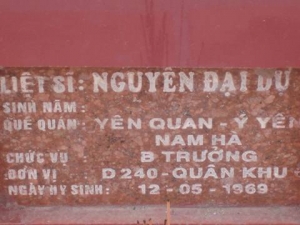 LIỆT SĨ: NGUYỄN ĐẠI DƯ
SINH NĂM :
QUÊ QUÁN : YÊN QUAN - Ý YÊN
NAM HÀ
CHỨC VỤ : B TRƯỞNG
ĐƠN VỊ : D 240 - QUÂN KHU
NGÀY HY SINH: 12 - 05 - 1969